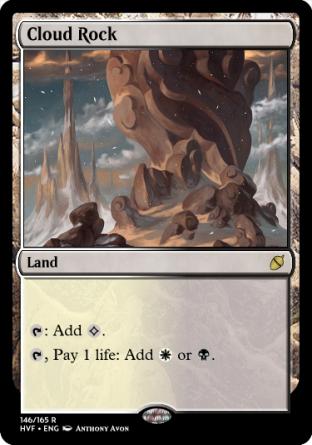 Cloud Rock
Land
: Add .
, Pay 1 life: Add or .
146/165 R
HVF • ENG Anthony Avon